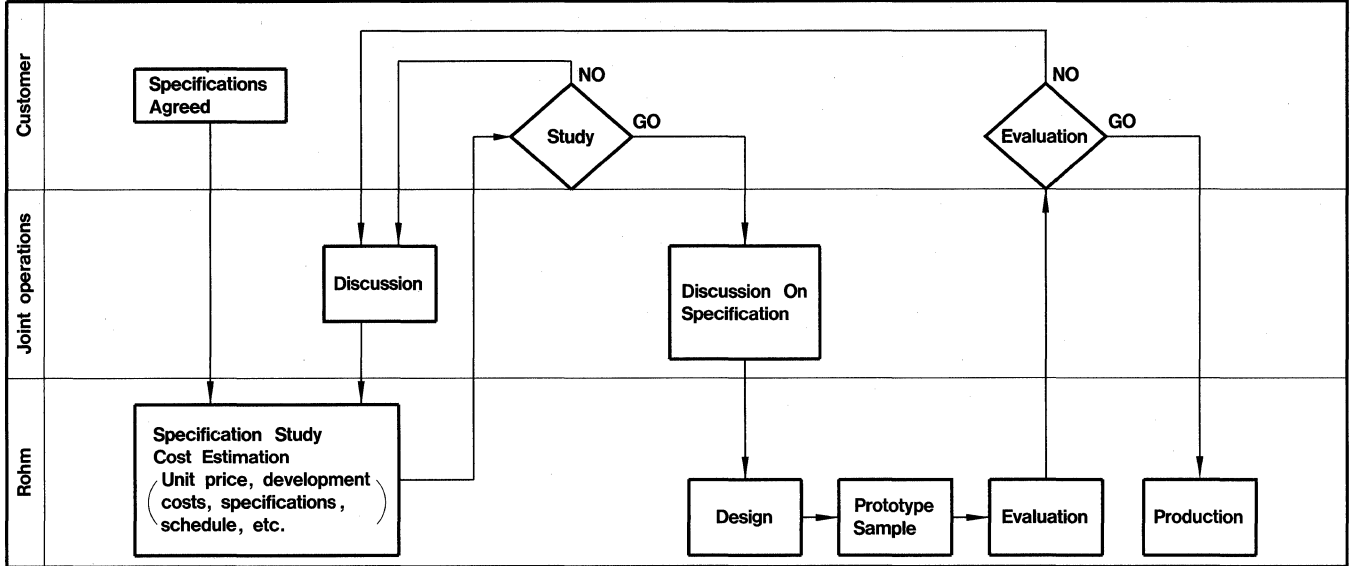 Customer
Specifications
Agreed
NO
Study
GO
NO
Evaluation
GO
Joint operations
Discussion
Discussion On
Specification
Rohm
Specification Study
Cost Estimation
(Unit price, development
costs, specifications,
schedule, etc.)
Design
Prototype
Sample
Evaluation
Production